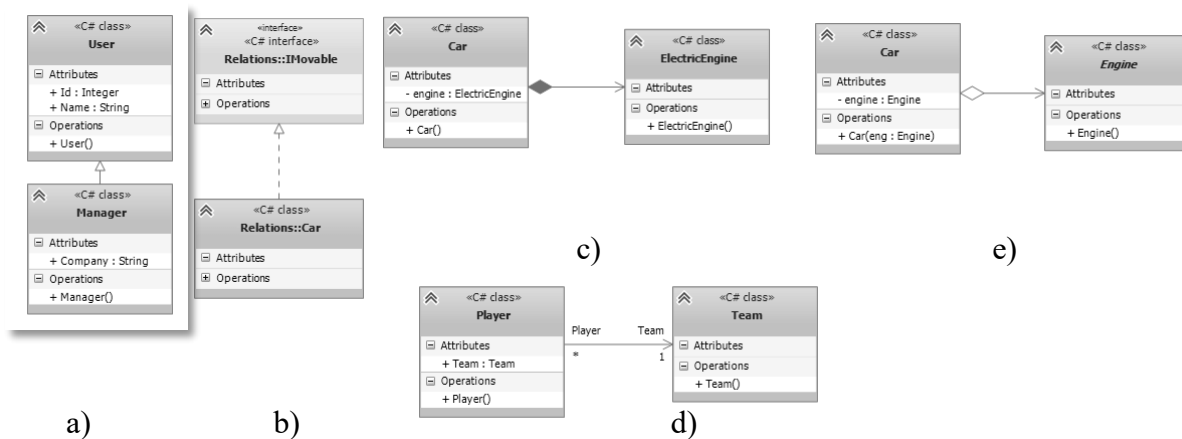 «C# class»
User
Attributes
+ Id : Integer
+ Name : String
Operations
+ User()
«C# class»
Manager
Attributes
+ Company : String
Operations
+ Manager()
a)
«interface»
«C# interface»
Relations::IMovable
Attributes
Operations
«C# class»
Relations::Car
Attributes
Operations
b)
«C# class»
Car
Attributes
- engine : ElectricEngine
Operations
+ Car()
«C# class»
ElectricEngine
Attributes
Operations
+ ElectricEngine()
c)
«C# class»
Car
Attributes
- engine : Engine
Operations
+ Car(eng : Engine)
«C# class»
Engine
Attributes
Operations
+ Engine()
e)
«C# class»
Player
Attributes
+ Team : Team
Operations
+ Player()
Player Team
* 1
«C# class»
Team
Attributes
Operations
+ Team()
d)